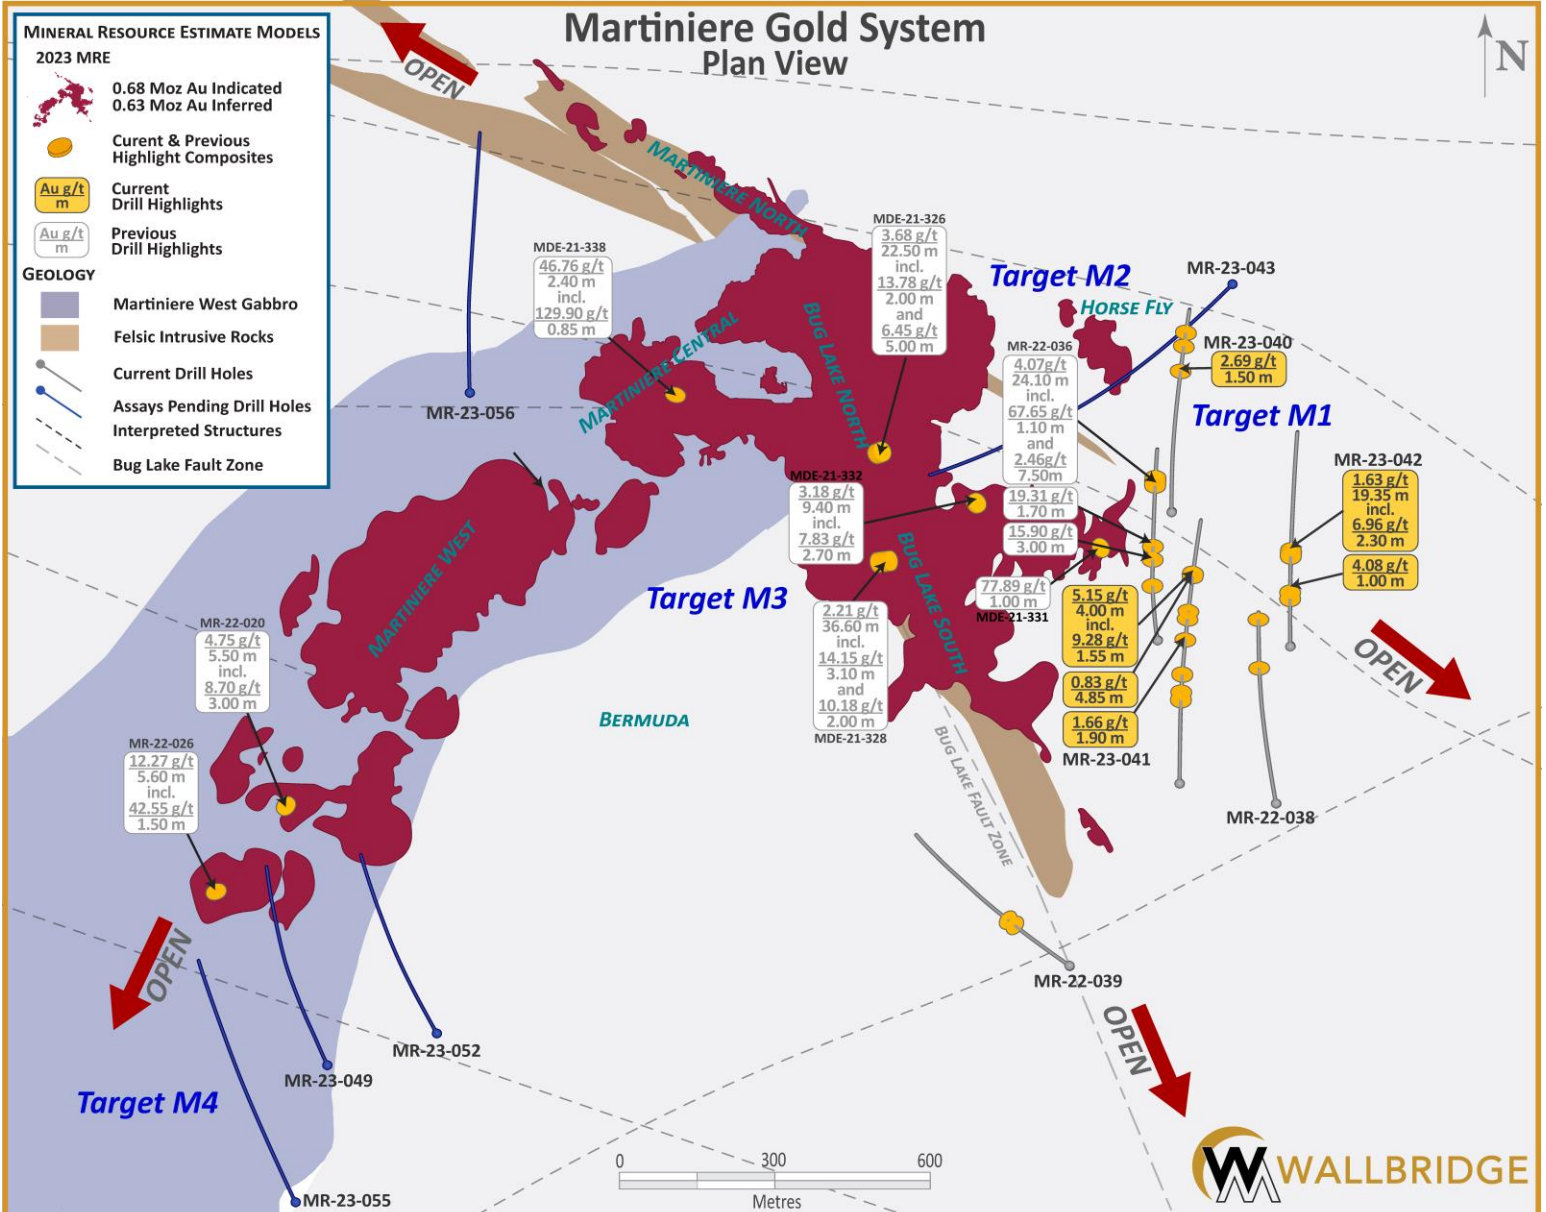 Martiniere Gold System
Plan View
N
MINERAL RESOURCE ESTIMATE MODELS
2023 MRE
0.68 Moz Au Indicated
0.63 Moz Au Inferred
Curent & Previous
Highlight Composites
Au g/t
m
Current
Drill Highlights
Au g/t
m
Previous
Drill Highlights
GEOLOGY
Martiniere West Gabbro
Felsic Intrusive Rocks
Current Drill Holes
Assays Pending Drill Holes
Interpreted Structures
Bug Lake Fault Zone
OPEN
MARTINIERE NORTH
MR-23-056
MDE-21-338
46.76 g/t
2.40 m
incl.
129.90 g/t
0.85 m
MARTINIERE CENTRAL
MDE-21-326
3.68 g/t
22.50 m
incl.
13.78 g/t
2.00 m
and
6.45 g/t
5.00 m
BUG LAKE NORTH
Target M2
HORSE FLY
MR-23-043
MR-23-040
2.69 g/t
1.50 m
Target M1
MR-22-036
4.07g/t
24.10 m
incl.
67.65 g/t
1.10 m
and
2.46g/t
7.50m
19.31 g/t
1.70 m
15.90 g/t
3.00 m
MR-23-042
1.63 g/t
19.35 m
incl.
6.96 g/t
2.30 m
4.08 g/t
1.00 m
MDE-21-332
3.18 g/t
9.40 m
incl.
7.83 g/t
2.70 m
77.89 g/t
1.00 m
MDE-21-331
MARTINIERE WEST
Target M3
BUG LAKE SOUTH
2.21 g/t
36.60 m
incl.
14.15 g/t
3.10 m
and
10.18 g/t
2.00 m
MDE-21-328
5.15 g/t
4.00 m
incl.
9.28 g/t
1.55 m
0.83 g/t
4.85 m
1.66 g/t
1.90 m
MR-23-041
OPEN
MR-22-020
4.75 g/t
5.50 m
incl.
8.70 g/t
3.00 m
BERMUDA
MR-22-026
12.27 g/t
5.60 m
incl.
42.55 g/t
1.50 m
BUG LAKE FAULT ZONE
MR-22-038
MR-22-039
OPEN
OPEN
MR-23-052
MR-23-049
Target M4
MR-23-055
0 300 600
Metres
WM WALLBRIDGE